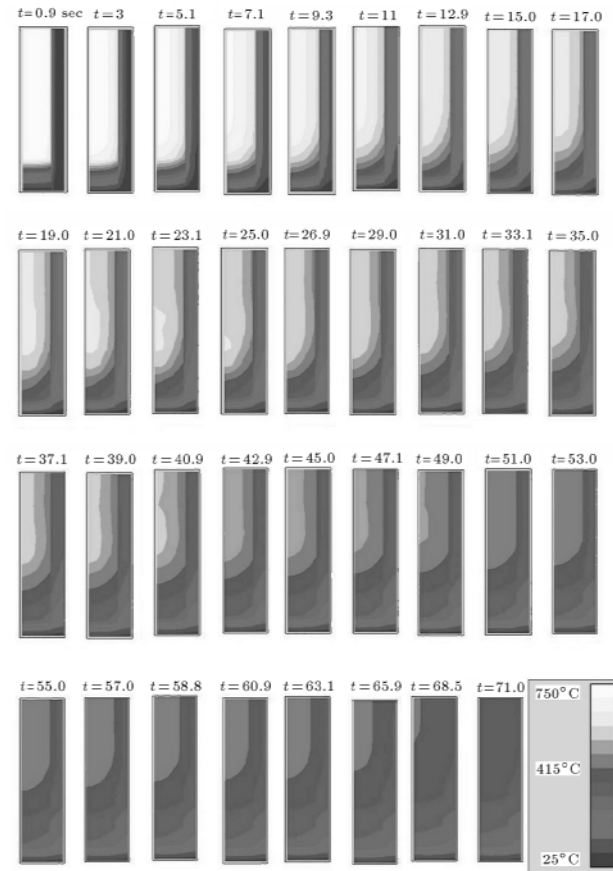 t=0.9 sec t=3 t=5.1 t=7.1 t=9.3 t=11 t=12.9 t=15.0 t=17.0
t=19.0 t=21.0 t=23.1 t=25.0 t=26.9 t=29.0 t=31.0 t=33.1 t=35.0
t=37.1 t=39.0 t=40.9 t=42.9 t=45.0 t=47.1 t=49.0 t=51.0 t=53.0
t=55.0 t=57.0 t=58.8 t=60.9 t=63.1 t=65.9 t=68.5 t=71.0
750°C
415°C
25°C